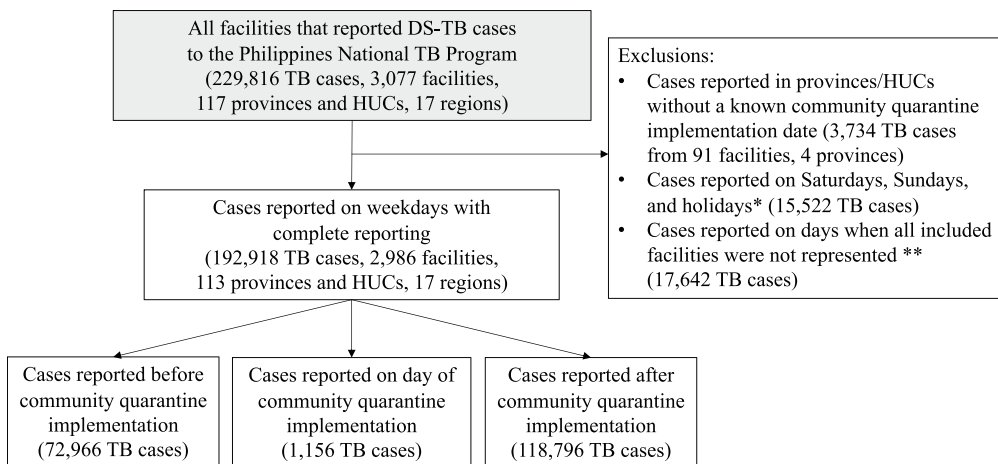 All facilities that reported DS-TB cases
to the Philippines National TB Program
(229,816 TB cases, 3,077 facilities,
117 provinces and HUCs, 17 regions)
Exclusions:
• Cases reported in provinces/HUCs
without a known community quarantine
implementation date (3,734 TB cases
from 91 facilities, 4 provinces)
• Cases reported on Saturdays, Sundays,
and holidays* (15,522 TB cases)
• Cases reported on days when all included
facilities were not represented **
(17,642 TB cases)
Cases reported on weekdays with
complete reporting
(192,918 TB cases, 2,986 facilities,
113 provinces and HUCs, 17 regions)
Cases reported before
community quarantine
implementation
(72,966 TB cases)
Cases reported on day of
community quarantine
implementation
(1,156 TB cases)
Cases reported after
community quarantine
implementation
(118,796 TB cases)